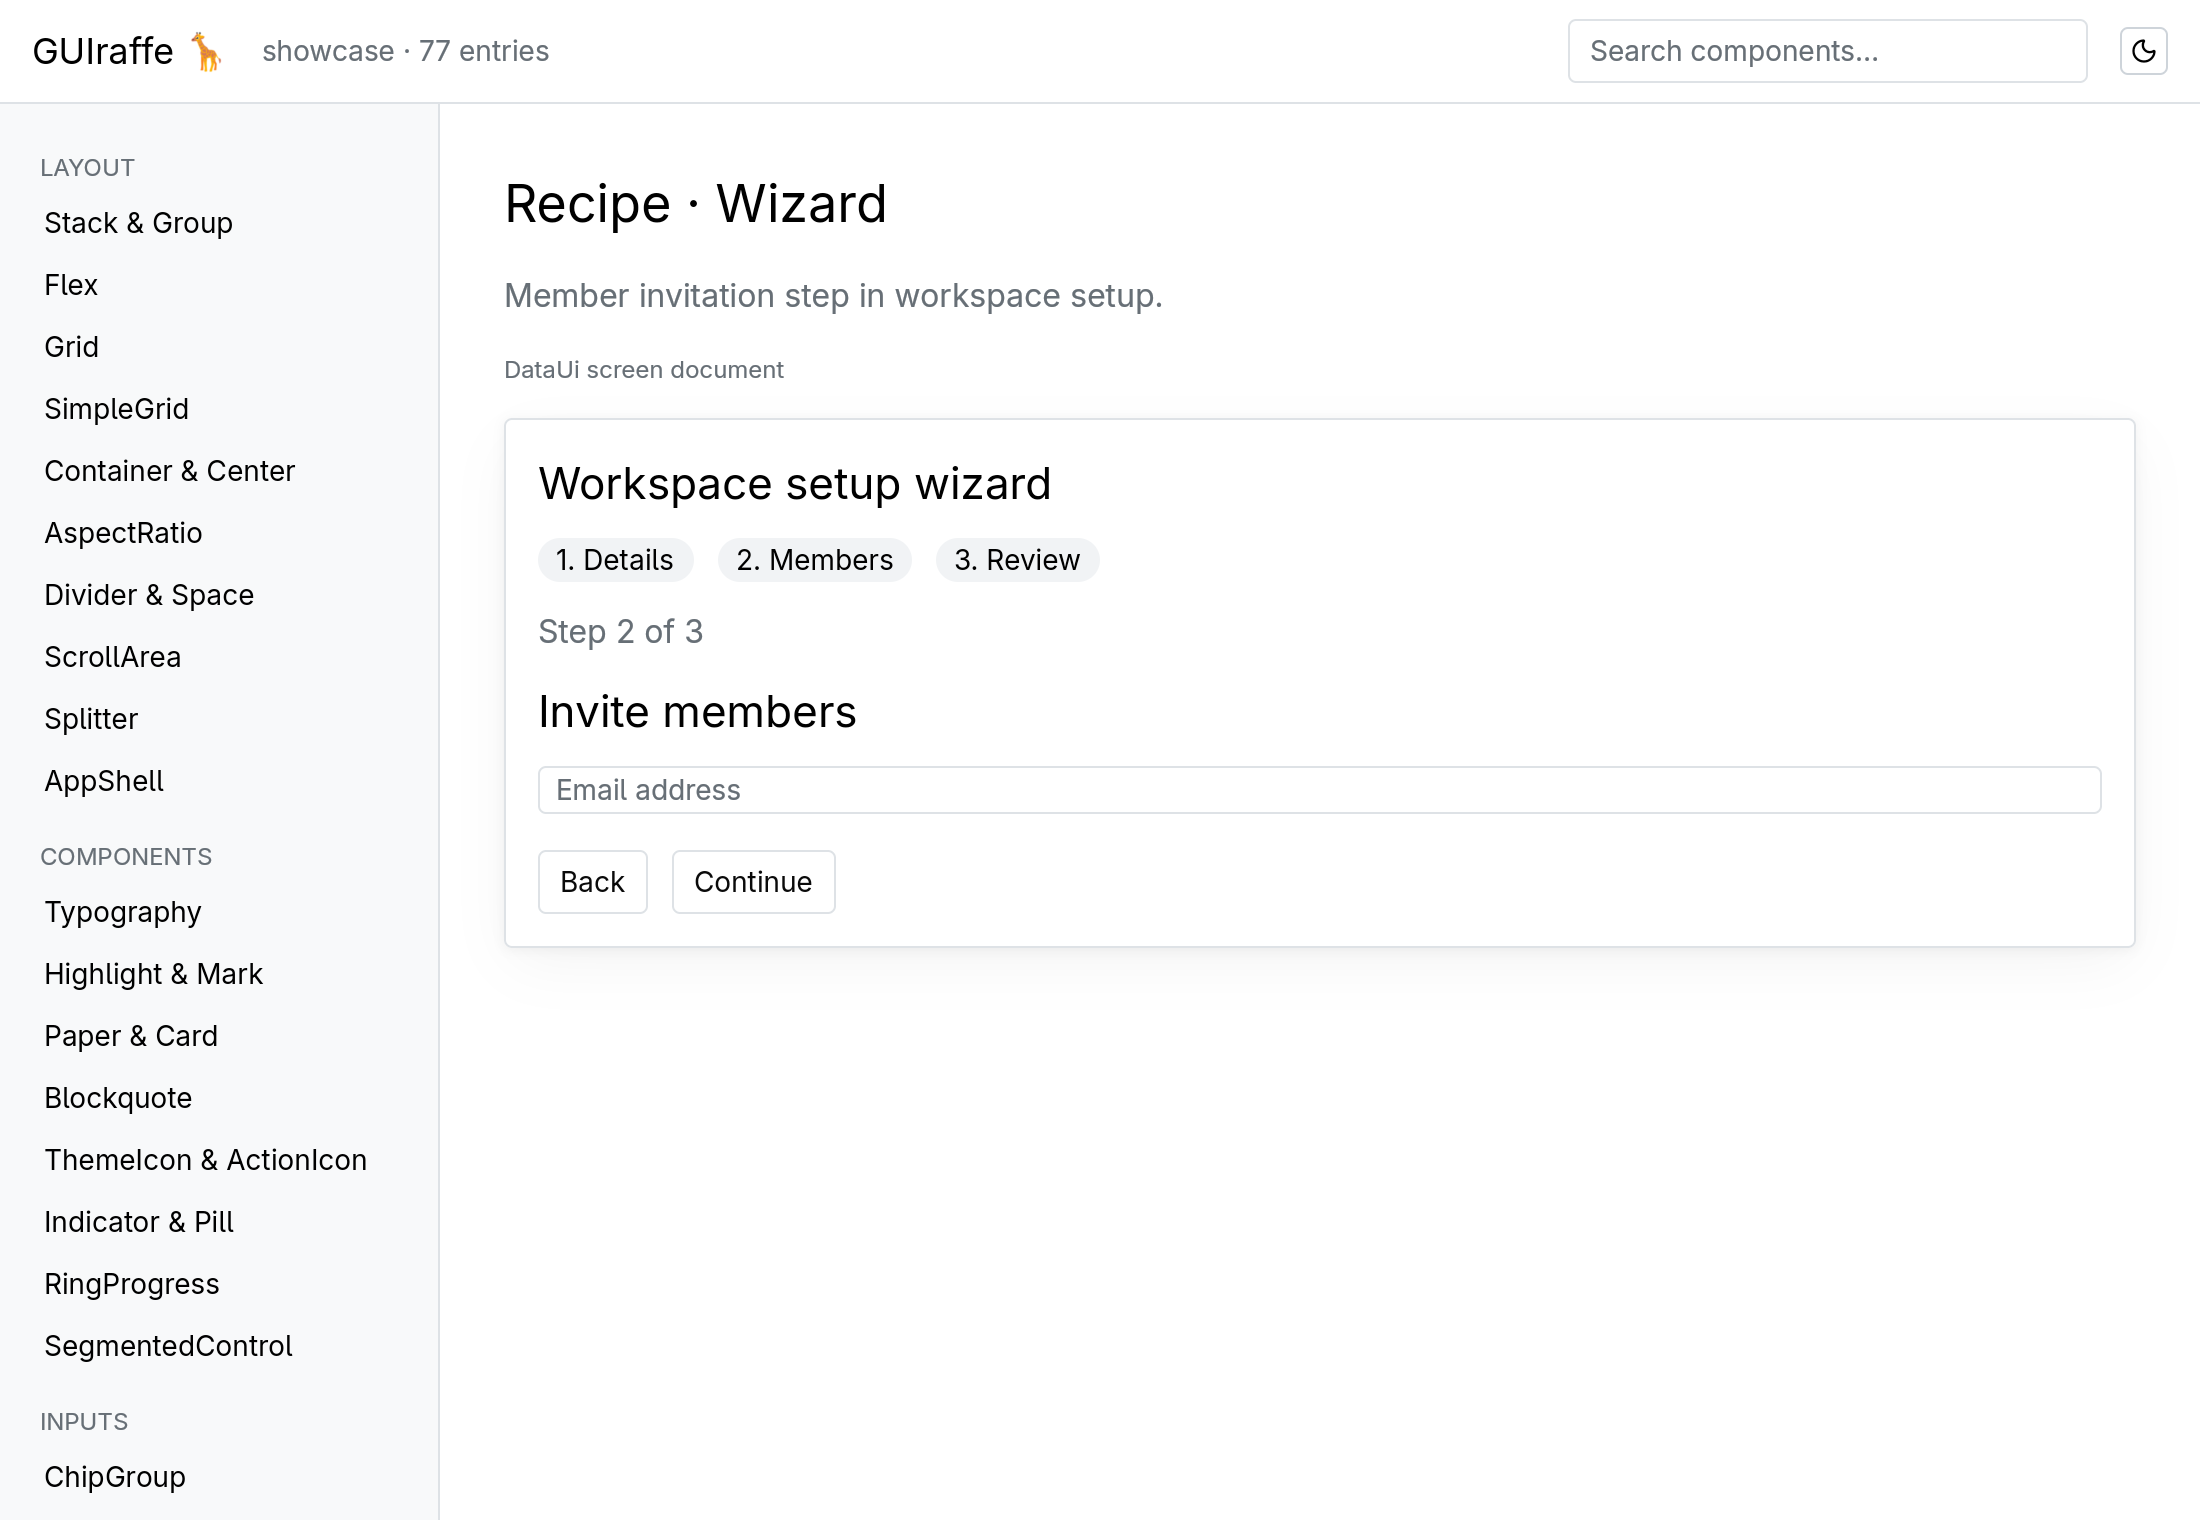 GUIraffe 🦒 showcase · 77 entries
Search components...
LAYOUT
Stack & Group
Flex
Grid
SimpleGrid
Container & Center
AspectRatio
Divider & Space
ScrollArea
Splitter
AppShell
COMPONENTS
Typography
Highlight & Mark
Paper & Card
Blockquote
ThemeIcon & ActionIcon
Indicator & Pill
RingProgress
SegmentedControl
INPUTS
ChipGroup
Recipe · Wizard
Member invitation step in workspace setup.
DataUi screen document
Workspace setup wizard
1. Details 2. Members 3. Review
Step 2 of 3
Invite members
Email address
Back Continue